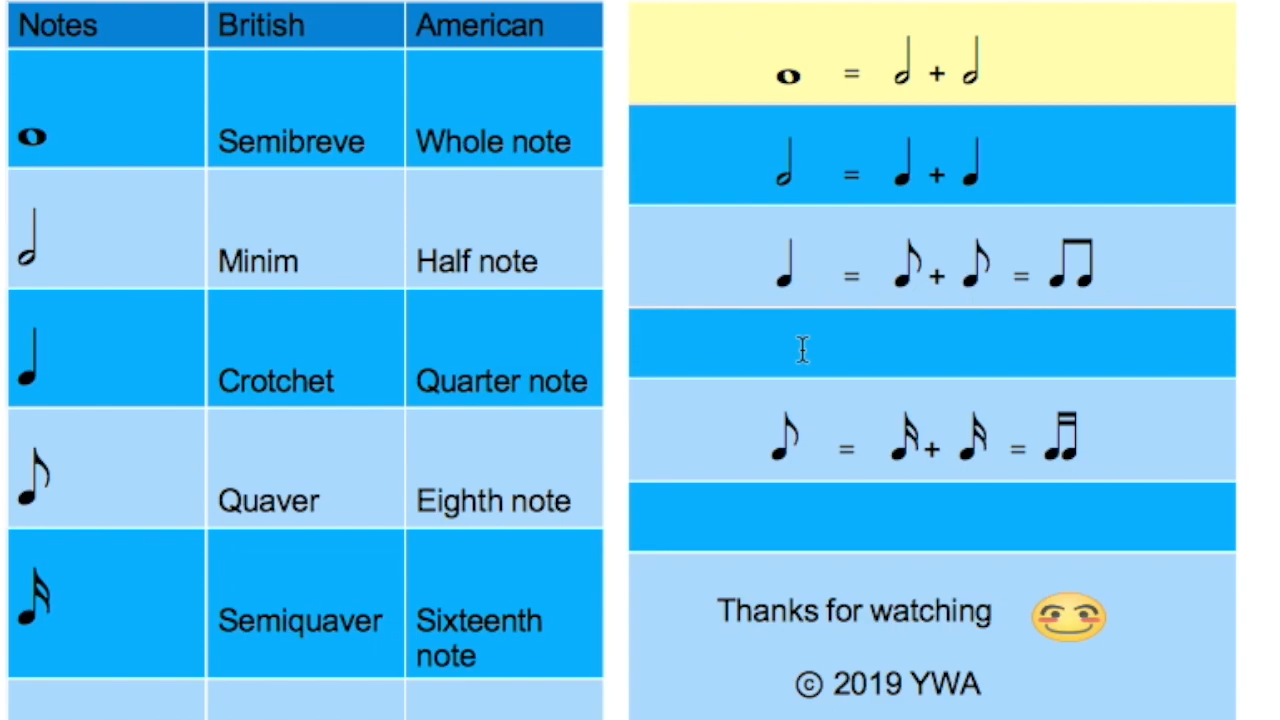 Notes British American
Semibreve Whole note
Minim Half note
Crotchet Quarter note
Quaver Eighth note
Semiquaver Sixteenth
note
= +
= +
= + =
= + =
Thanks for watching
© 2019 YWA